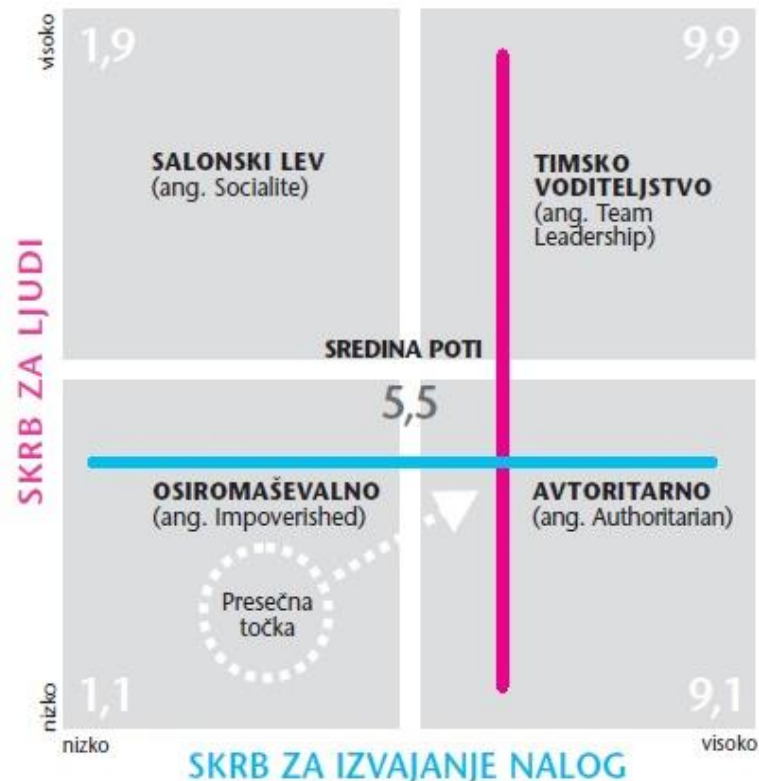 visoko
1,9
9,9
SALONSKI LEV
(ang. Socialite)
TIMSKO
VODITELJSTVO
(ang. Team
Leadership)
SKRB ZA LJUDI
SREDINA POTI
5,5
OSIROMAŠEVALNO
(ang. Impoverished)
AVTORITARNO
(ang. Authoritarian)
Presečna
točka
nizko
1,1
9,1
nizko
visoko
SKRB ZA IZVAJANJE NALOG